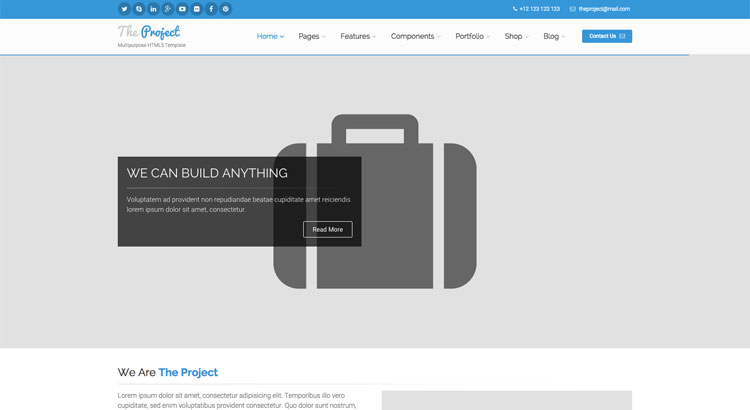 +12 123 123 123 theproject@mail.com
The Project
Multipurpose HTML5 Template
Home Pages Features Components Portfolio Shop Blog Contact Us
WE CAN BUILD ANYTHING
Voluptatem ad provident non repudiandae beatae cupiditate amet reiciendis
lorem ipsum dolor sit amet, consectetur.
Read More
We Are The Project
Lorem ipsum dolor sit amet, consectetur adipisicing elit. Temporibus illo vero
cupiditate, sed enim voluptatibus provident consectetur. Quo dolor sunt nostrum,